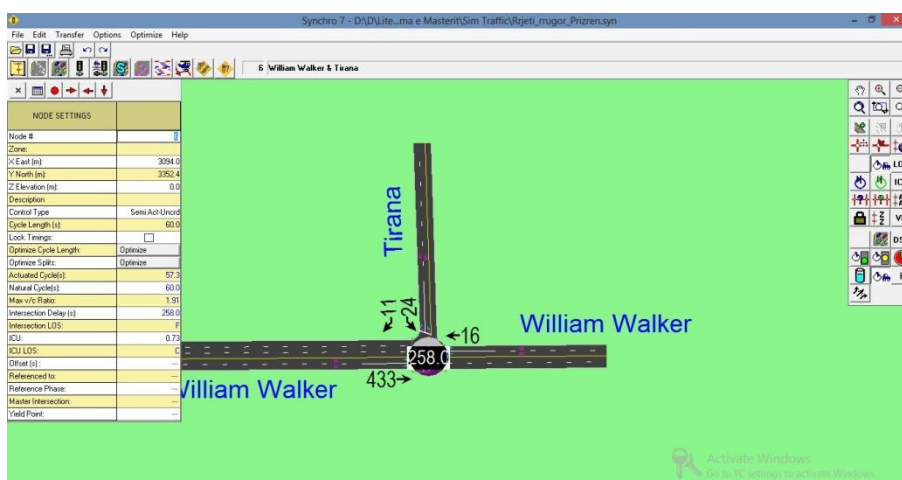 Synchro 7 - D:\D\Lite...ma e Masterit\Sim Traffic\Rrjeti_rrugor_Prizren.syn
File Edit Transfer Options Optimize Help
6 William Walker & Tirana
NODE SETTINGS
Node # 6
Zone:
X East (m): 3094.0
Y North (m): 3352.4
Z Elevation (m): 0.0
Description
Control Type Semi Act-Unord
Cycle Length (s): 60.0
Lock Timings:
Optimize Cycle Length: Optimize
Optimize Splits: Optimize
Actuated Cycle(s): 57.3
Natural Cycle(s): 60.0
Max v/c Ratio: 1.91
Intersection Delay (s): 258.0
Intersection LOS: F
ICU: 0.73
ICU LOS: C
Offset (s) : —
Referenced to: —
Reference Phase: —
Master Intersection: —
Yield Point: —
Tirana
11
24
16
William Walker
258.0
433
William Walker
LO
IC
DS
Activate Windows
Go to PC settings to activate Windows.